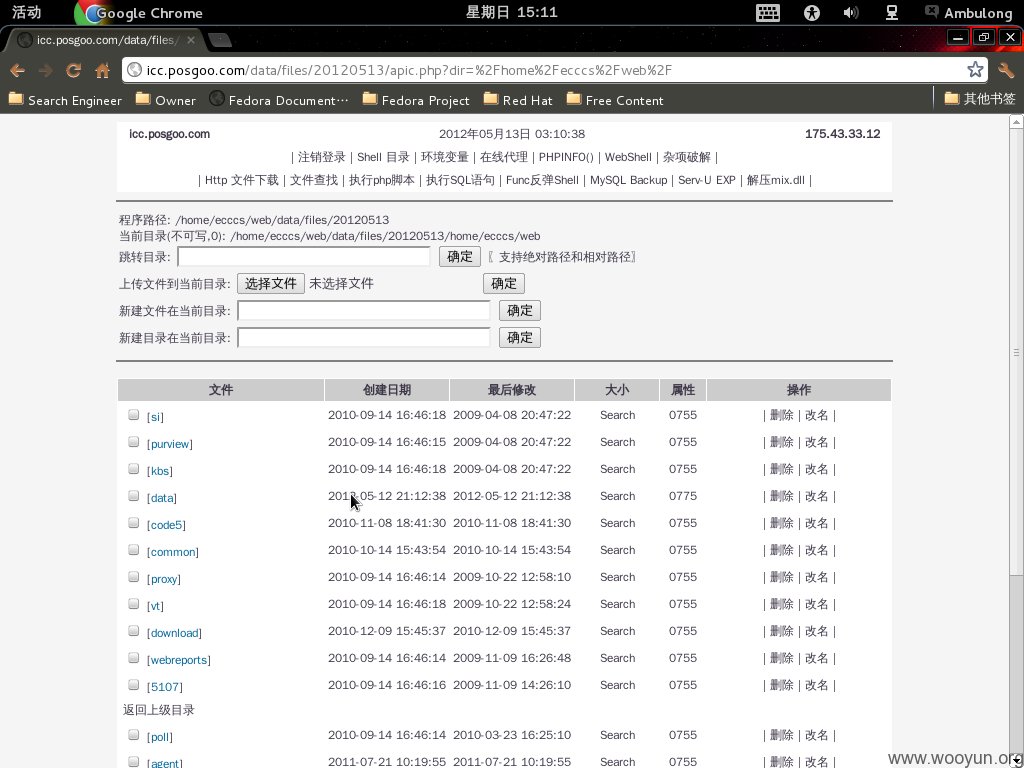 活动 Google Chrome 星期日 15:11 Ambulong
icc.posgoo.com/data/files/
icc.posgoo.com/data/files/20120513/apic.php?dir=%2Fhome%2Fecccs%2Fweb%2F
Search Engineer Owner Fedora Document··· Fedora Project Red Hat Free Content 其他书签
icc.posgoo.com 2012年05月13日 03:10:38 175.43.33.12
| 注销登录 | Shell 目录 | 环境变量 | 在线代理 | PHPINFO() | WebShell | 杂项破解 |
| Http 文件下载 | 文件查找 | 执行php脚本 | 执行SQL语句 | Func反弹Shell | MySQL Backup | Serv-U EXP | 解压mix.dll |
程序路径: /home/ecccs/web/data/files/20120513
当前目录(不可写,0): /home/ecccs/web/data/files/20120513/home/ecccs/web
跳转目录: 确定 〖支持绝对路径和相对路径〗
上传文件到当前目录: 选择文件 未选择文件 确定
新建文件在当前目录: 确定
新建目录在当前目录: 确定
文件 创建日期 最后修改 大小 属性 操作
[si] 2010-09-14 16:46:18 2009-04-08 20:47:22 Search 0755 | 删除 | 改名 |
[purview] 2010-09-14 16:46:15 2009-04-08 20:47:22 Search 0755 | 删除 | 改名 |
[kbs] 2010-09-14 16:46:18 2009-04-08 20:47:22 Search 0755 | 删除 | 改名 |
[data] 2012-05-12 21:12:38 2012-05-12 21:12:38 Search 0775 | 删除 | 改名 |
[code5] 2010-11-08 18:41:30 2010-11-08 18:41:30 Search 0755 | 删除 | 改名 |
[common] 2010-10-14 15:43:54 2010-10-14 15:43:54 Search 0755 | 删除 | 改名 |
[proxy] 2010-09-14 16:46:14 2009-10-22 12:58:10 Search 0755 | 删除 | 改名 |
[vt] 2010-09-14 16:46:18 2009-10-22 12:58:24 Search 0755 | 删除 | 改名 |
[download] 2010-12-09 15:45:37 2010-12-09 15:45:37 Search 0755 | 删除 | 改名 |
[webreports] 2010-09-14 16:46:14 2009-11-09 16:26:48 Search 0755 | 删除 | 改名 |
[5107] 2010-09-14 16:46:16 2009-11-09 14:26:10 Search 0755 | 删除 | 改名 |
返回上级目录
[poll] 2010-09-14 16:46:14 2010-03-23 16:25:10 Search 0755 | 删除 | 改名 |
[agent] 2011-07-21 10:19:55 2011-07-21 10:19:55 Search 0755 | 删除 | 改名 |
www.wooyun.org